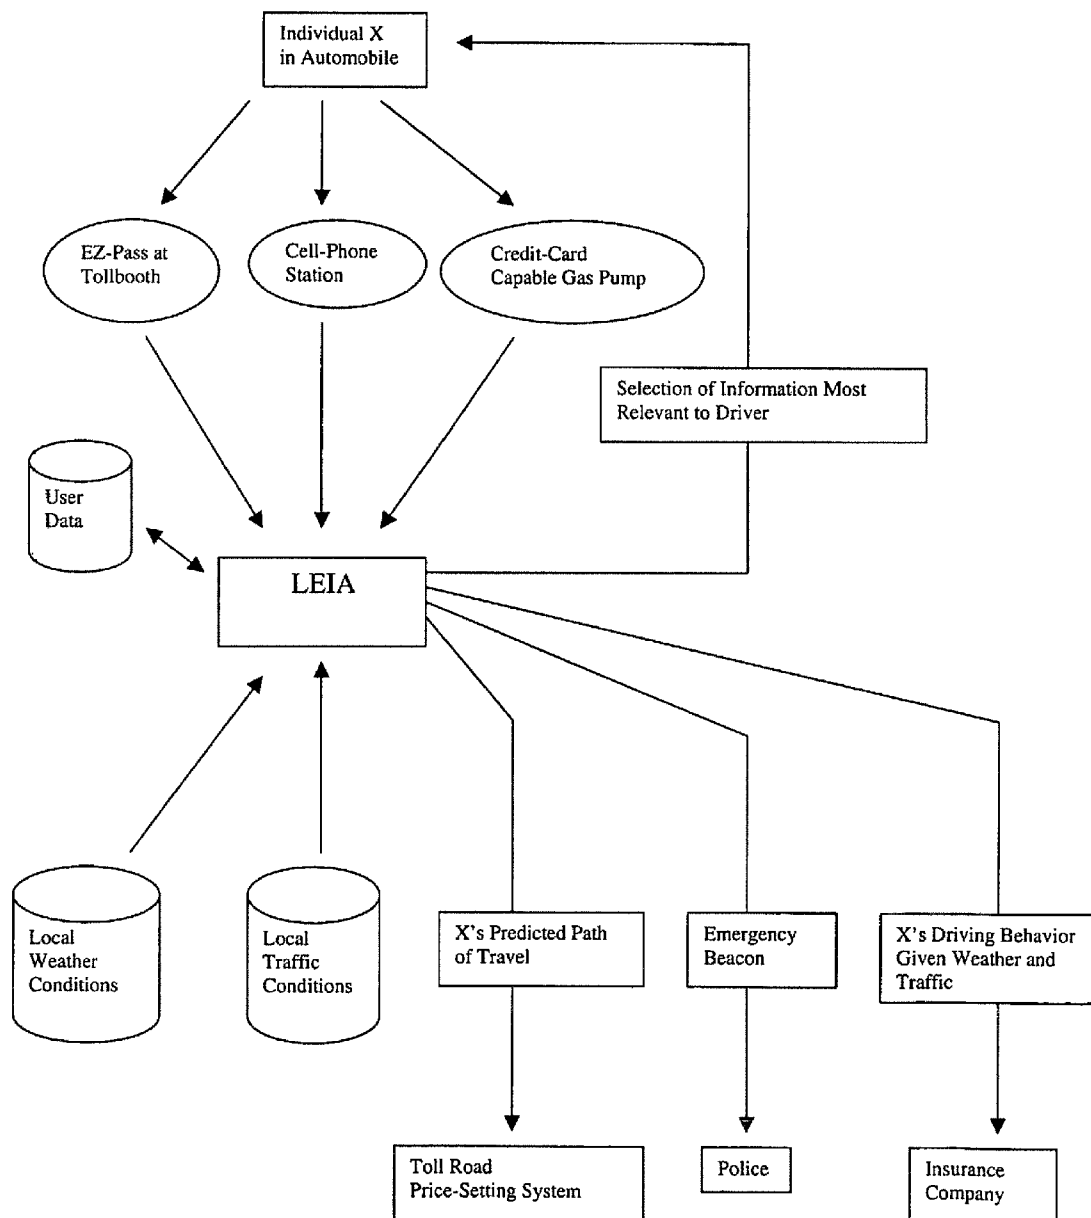 Individual X
in Automobile
EZ-Pass at
Tollbooth
Cell-Phone
Station
Credit-Card
Capable Gas Pump
Selection of Information Most
Relevant to Driver
User
Data
LEIA
Local
Weather
Conditions
Local
Traffic
Conditions
X's Predicted Path
of Travel
Emergency
Beacon
X's Driving Behavior
Given Weather and
Traffic
Toll Road
Price-Setting System
Police
Insurance
Company